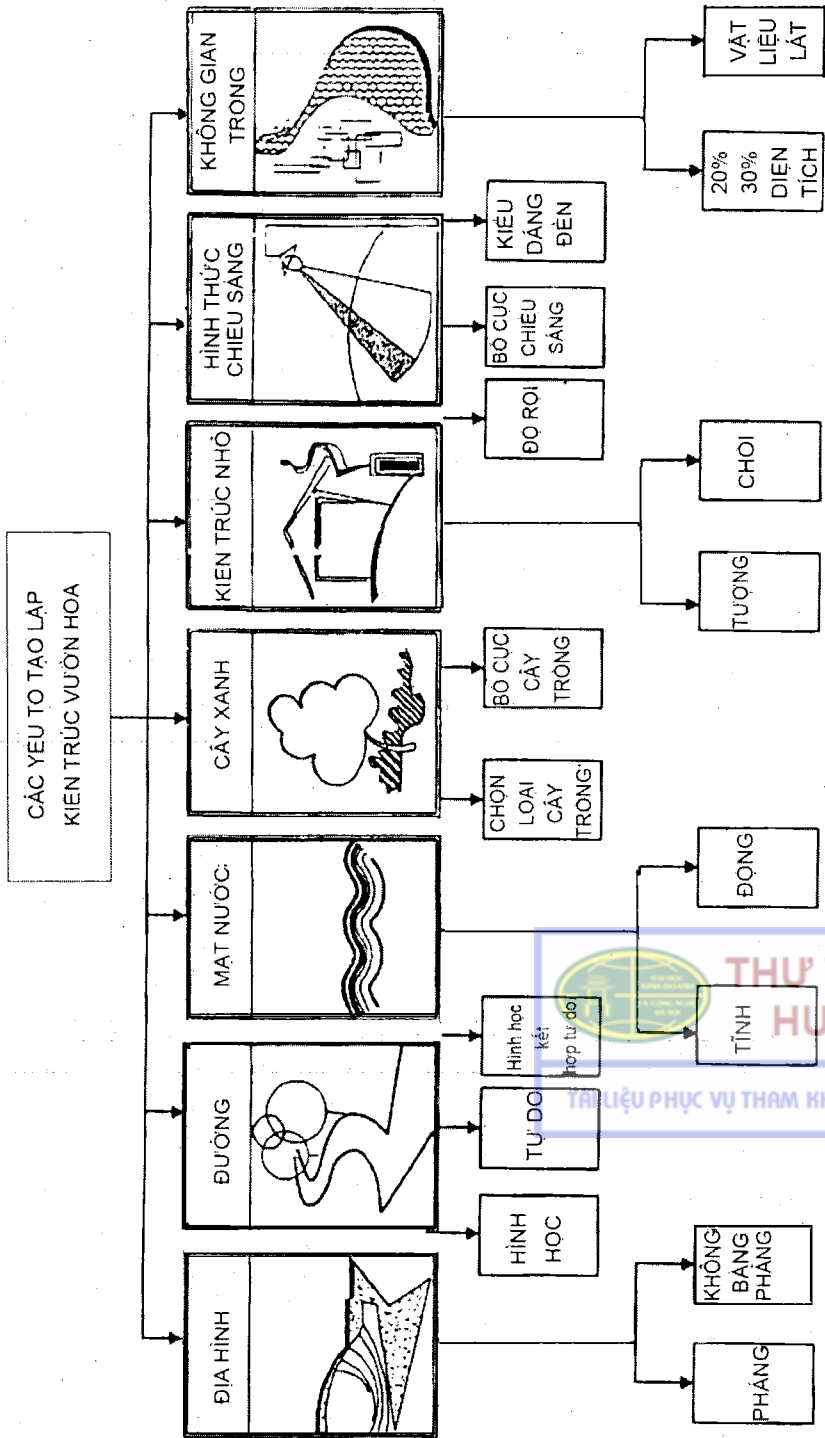 CÁC YẾU TỐ TẠO LẬP
KIẾN TRÚC VƯỜN HOA
ĐỊA HÌNH
ĐƯỜNG
MẶT NƯỚC
CÂY XANH
KIẾN TRÚC NHỎ
HÌNH THỨC
CHIẾU SÁNG
KHÔNG GIAN
TRỐNG
PHẲNG
KHÔNG
BẰNG
PHẲNG
HÌNH
HỌC
TỰ DO
Hình học
kết
hợp tự do
TĨNH
ĐỘNG
CHỌN
LOẠI
CÂY
TRỒNG
BỐ CỤC
CÂY
TRỒNG
TƯỢNG
CHÒI
ĐỘ RỌI
BỐ CỤC
CHIẾU
SÁNG
KIỂU
DÁNG
ĐÈN
20%
30%
DIỆN
TÍCH
VẬT
LIỆU
LÁT
THƯ
HU
TÀI LIỆU PHỤC VỤ THAM KH